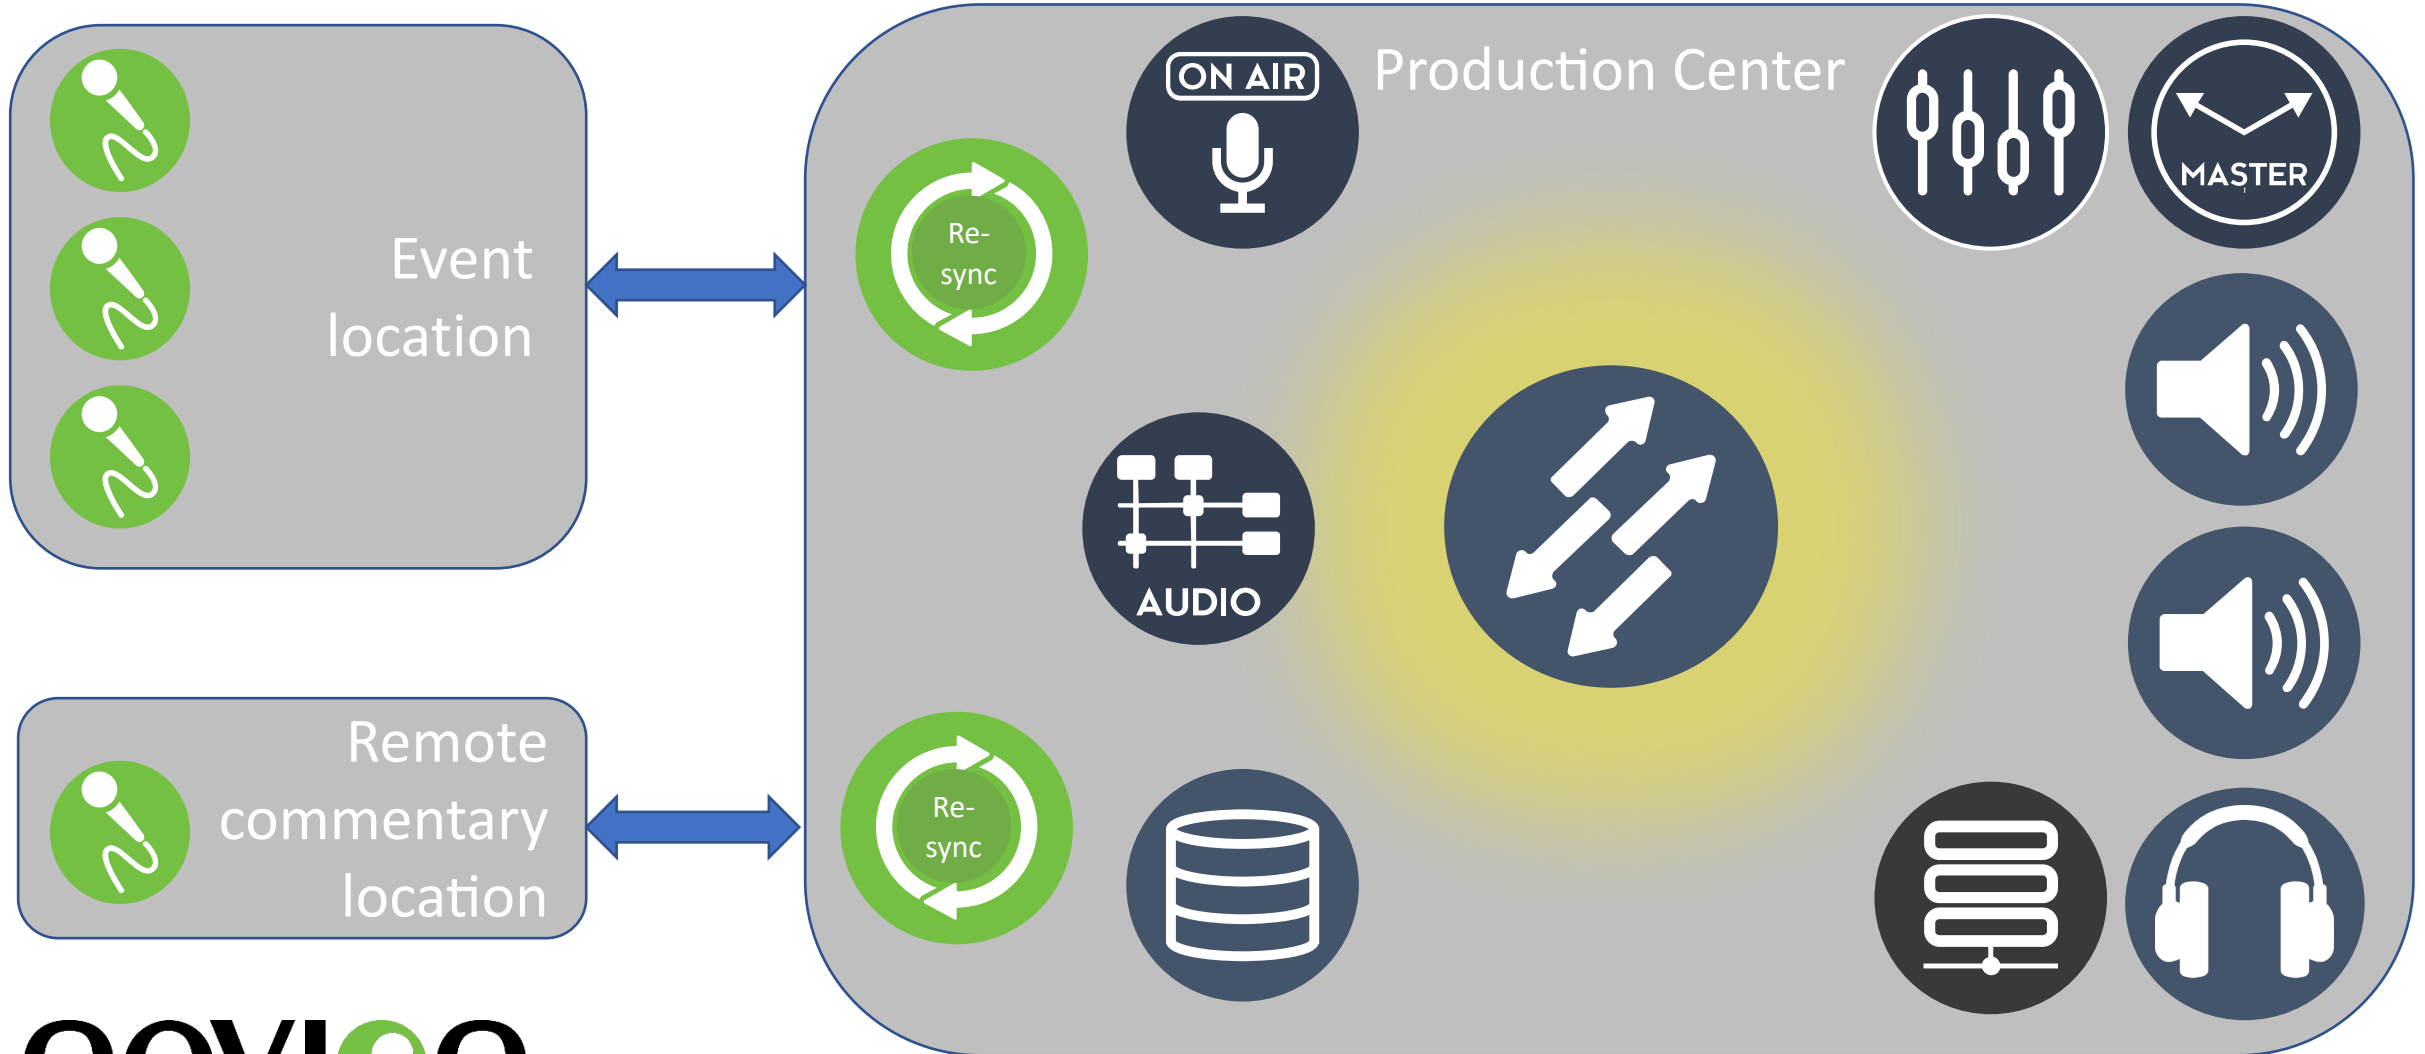 Event
location
Re-
sync
ON AIR
Production Center
MASTER
AUDIO
Remote
commentary
location
Re-
sync